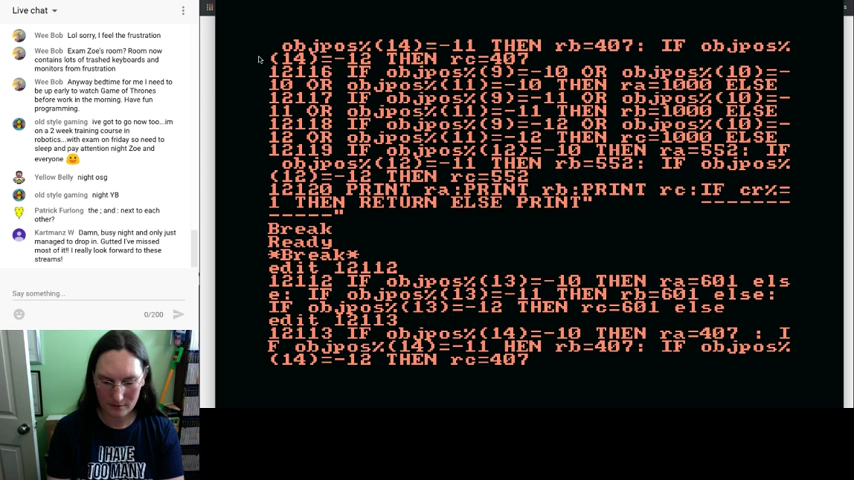 Live chat
Wee Bob Lol sorry, I feel the frustration
Wee Bob Exam Zoe's room? Room now
contains lots of trashed keyboards
and monitors from frustration
Wee Bob Anyway bedtime for me I need to
be up early to watch Game of Thrones
before work in the morning. Have fun
programming.
old style gaming ive got to go now too...im
on a 2 week training course in
robotics...with exam on friday so need to
sleep and pay attention night Zoe and
everyone
Yellow Belly night osg
old style gaming night YB
Patrick Furlong the ; and : next to each
other?
Kartmanz W Damn, busy night and only just
managed to drop in. Gutted I've missed
most of it!! I really look forward to these
streams!
Say something...
0/200
I HAVE
TOO MANY
objpos%(14)=-11 THEN rb=407: IF objpos%
(14)=-12 THEN rc=407
12116 IF objpos%(9)=-10 OR objpos%(10)=-
10 OR objpos%(11)=-10 THEN ra=1000 ELSE
12117 IF objpos%(9)=-11 OR objpos%(10)=-
11 OR objpos%(11)=-11 THEN rb=1000 ELSE
12118 IF objpos%(9)=-12 OR objpos%(10)=-
12 OR objpos%(11)=-12 THEN rc=1000 ELSE
12119 IF objpos%(12)=-10 THEN ra=552: IF
objpos%(12)=-11 THEN rb=552: IF objpos%
(12)=-12 THEN rc=552
12120 PRINT ra:PRINT rb:PRINT rc:IF cr%=
1 THEN RETURN ELSE PRINT" -------
-----"
Break
Ready
*Break*
edit 12112
12112 IF objpos%(13)=-10 THEN ra=601 els
e: IF objpos%(13)=-11 THEN rb=601 else:
IF objpos%(13)=-12 THEN rc=601 else
edit 12113
12113 IF objpos%(14)=-10 THEN ra=407 : I
F objpos%(14)=-11 HEN rb=407: IF objpos%
(14)=-12 THEN rc=407